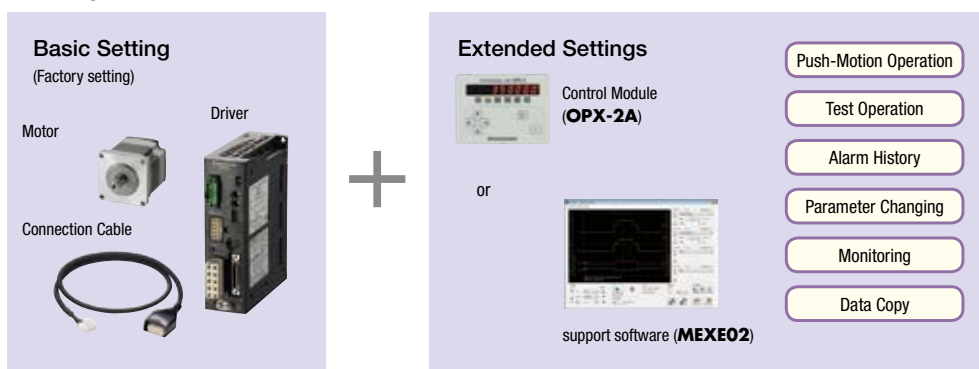 Basic Setting
(Factory setting)
Motor
Driver
Connection Cable
Extended Settings
Control Module
(OPX-2A)
or
support software (MEXE02)
Push-Motion Operation
Test Operation
Alarm History
Parameter Changing
Monitoring
Data Copy